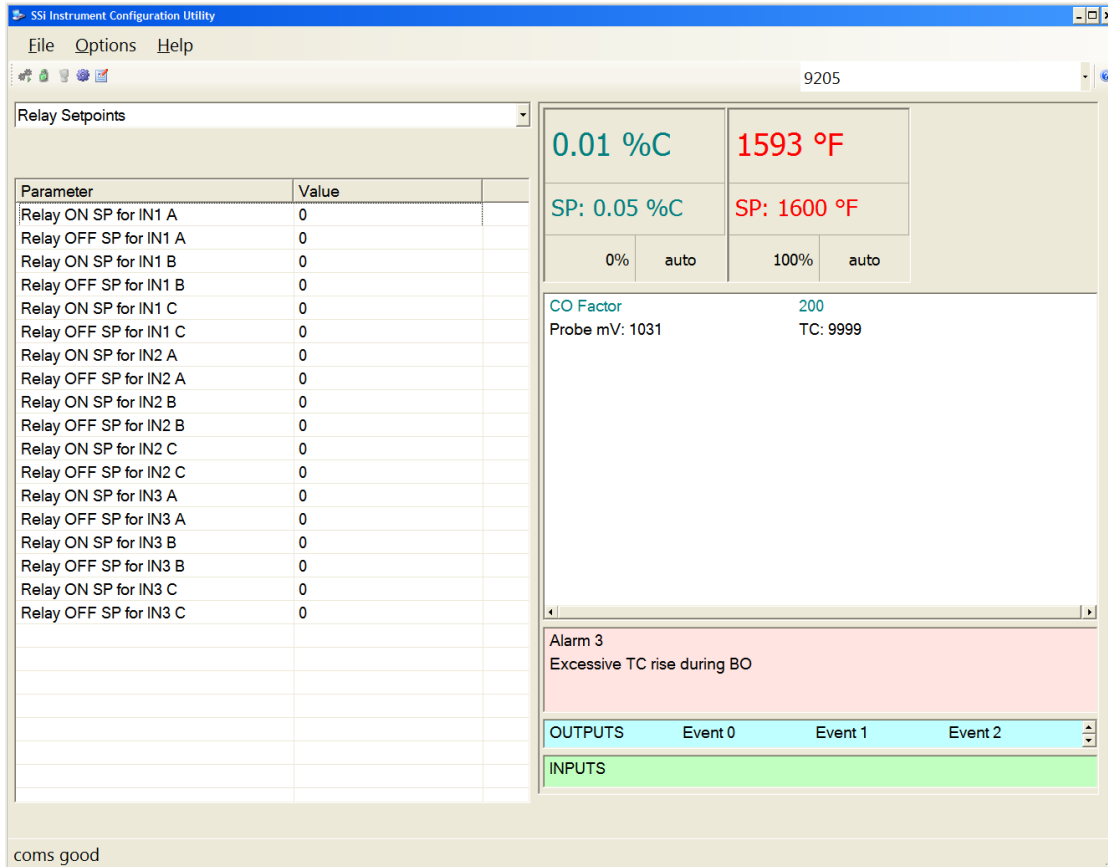 SSi Instrument Configuration Utility
File Options Help
9205
Relay Setpoints
Parameter Value
Relay ON SP for IN1 A 0
Relay OFF SP for IN1 A 0
Relay ON SP for IN1 B 0
Relay OFF SP for IN1 B 0
Relay ON SP for IN1 C 0
Relay OFF SP for IN1 C 0
Relay ON SP for IN2 A 0
Relay OFF SP for IN2 A 0
Relay ON SP for IN2 B 0
Relay OFF SP for IN2 B 0
Relay ON SP for IN2 C 0
Relay OFF SP for IN2 C 0
Relay ON SP for IN3 A 0
Relay OFF SP for IN3 A 0
Relay ON SP for IN3 B 0
Relay OFF SP for IN3 B 0
Relay ON SP for IN3 C 0
Relay OFF SP for IN3 C 0
0.01 %C 1593 °F
SP: 0.05 %C SP: 1600 °F
0% auto 100% auto
CO Factor 200
Probe mV: 1031 TC: 9999
Alarm 3
Excessive TC rise during BO
OUTPUTS Event 0 Event 1 Event 2
INPUTS
coms good